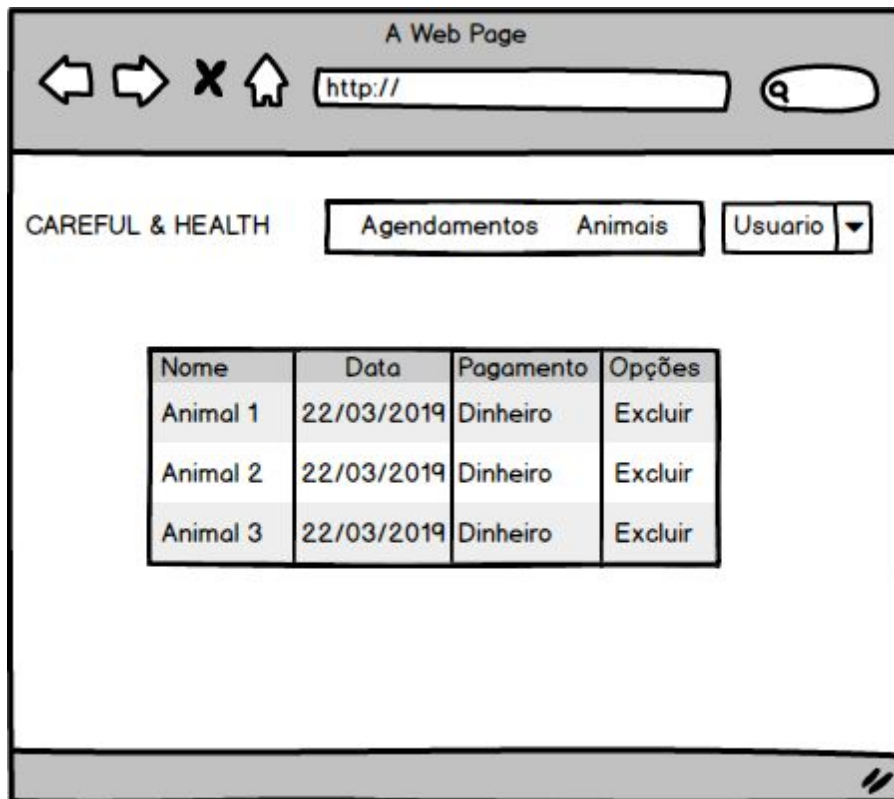 A Web Page
http://
CAREFUL & HEALTH Agendamentos Animais Usuario
Nome Data Pagamento Opções
Animal 1 22/03/2019 Dinheiro Excluir
Animal 2 22/03/2019 Dinheiro Excluir
Animal 3 22/03/2019 Dinheiro Excluir